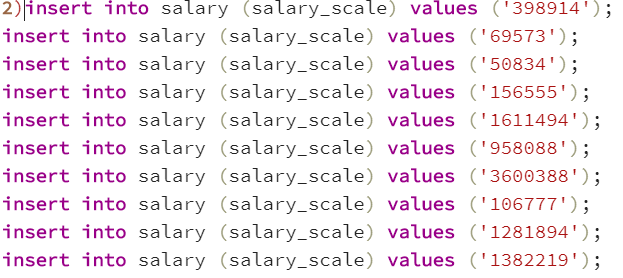 2)insert into salary (salary_scale) values ('398914');
insert into salary (salary_scale) values ('69573');
insert into salary (salary_scale) values ('50834');
insert into salary (salary_scale) values ('156555');
insert into salary (salary_scale) values ('1611494');
insert into salary (salary_scale) values ('958088');
insert into salary (salary_scale) values ('3600388');
insert into salary (salary_scale) values ('106777');
insert into salary (salary_scale) values ('1281894');
insert into salary (salary_scale) values ('1382219');